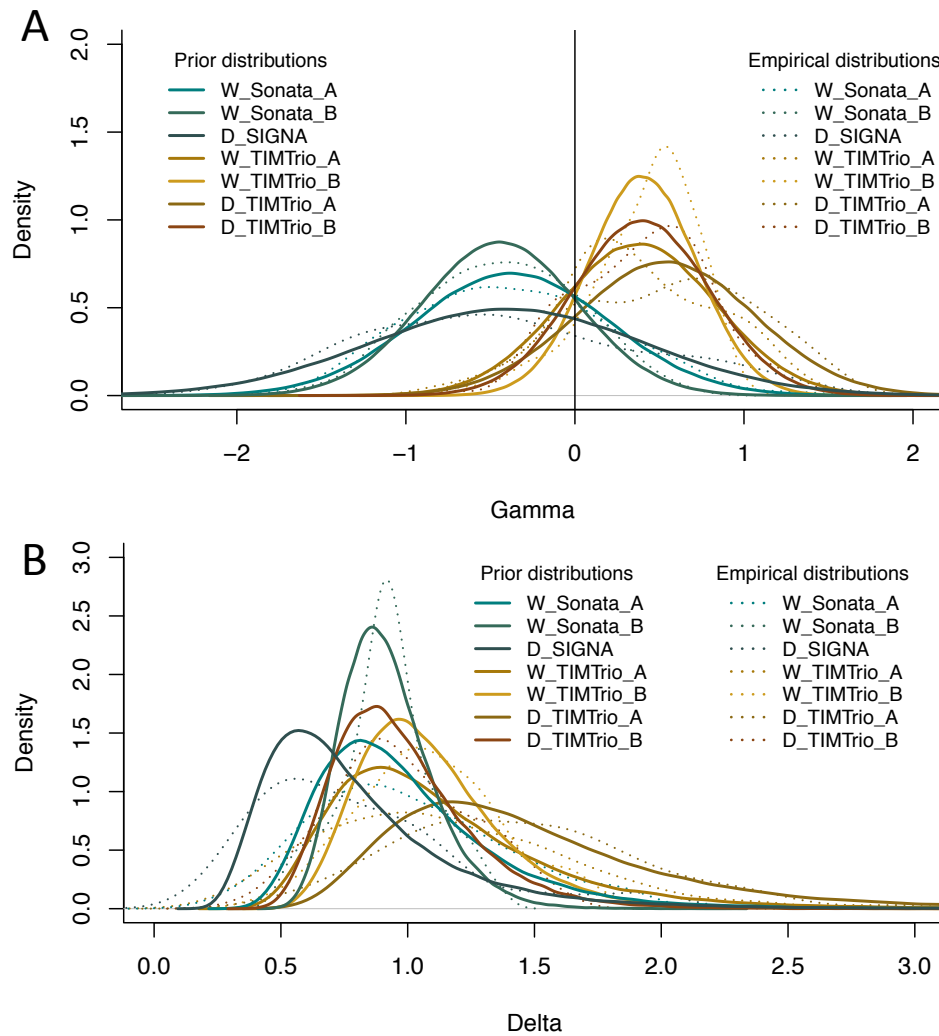 A
Prior distributions
W_Sonata_A
W_Sonata_B
D_SIGNA
W_TIMTrio_A
W_TIMTrio_B
D_TIMTrio_A
D_TIMTrio_B
Empirical distributions
W_Sonata_A
W_Sonata_B
D_SIGNA
W_TIMTrio_A
W_TIMTrio_B
D_TIMTrio_A
D_TIMTrio_B
Density
2.0
1.5
1.0
0.5
0.0
−2
−1
0
1
2
Gamma
B
Prior distributions
W_Sonata_A
W_Sonata_B
D_SIGNA
W_TIMTrio_A
W_TIMTrio_B
D_TIMTrio_A
D_TIMTrio_B
Empirical distributions
W_Sonata_A
W_Sonata_B
D_SIGNA
W_TIMTrio_A
W_TIMTrio_B
D_TIMTrio_A
D_TIMTrio_B
Density
3.0
2.5
2.0
1.5
1.0
0.5
0.0
0.0
0.5
1.0
1.5
2.0
2.5
3.0
Delta